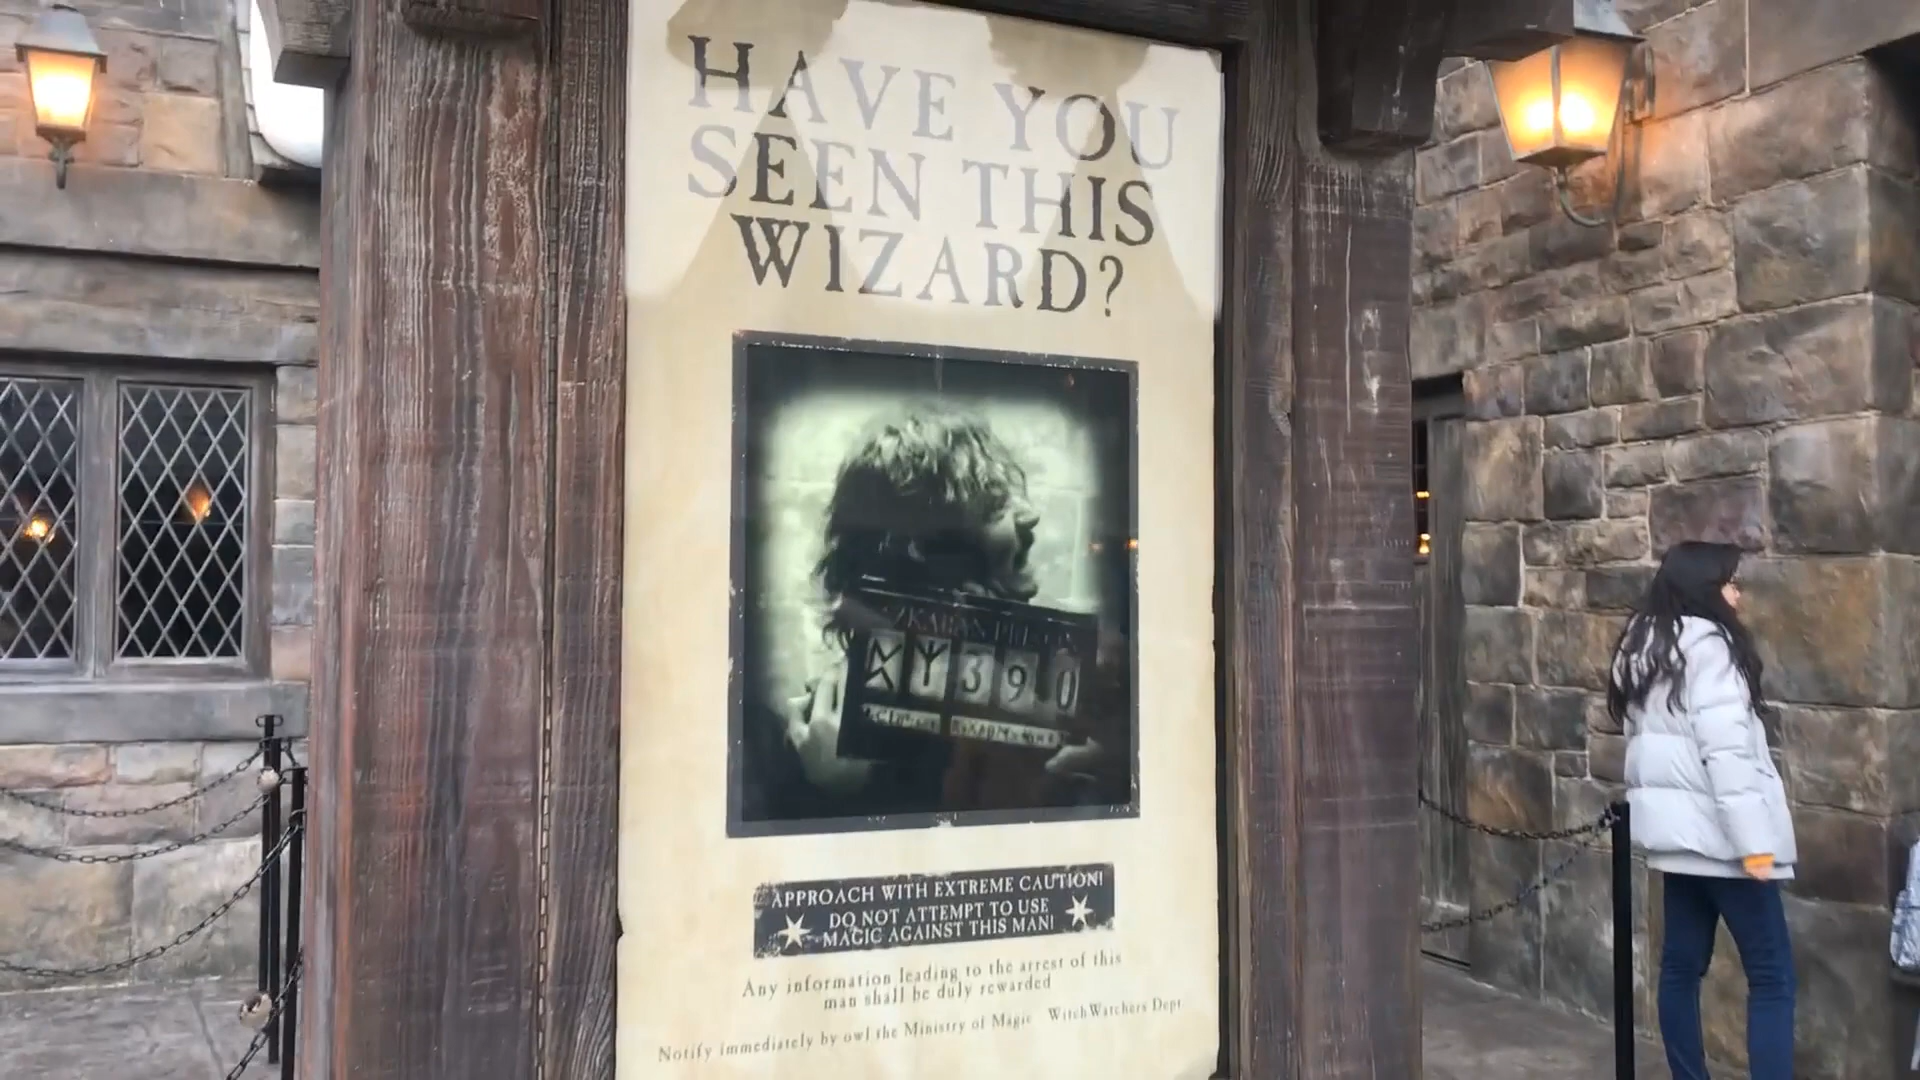 HAVE YOU
SEEN THIS
WIZARD?
390
APPROACH WITH EXTREME CAUTION!
DO NOT ATTEMPT TO USE
MAGIC AGAINST THIS MAN!
Any information leading to the arrest of this
man shall be duly rewarded
Notify immediately by owl the Ministry of Magic WitchWatchers Dept